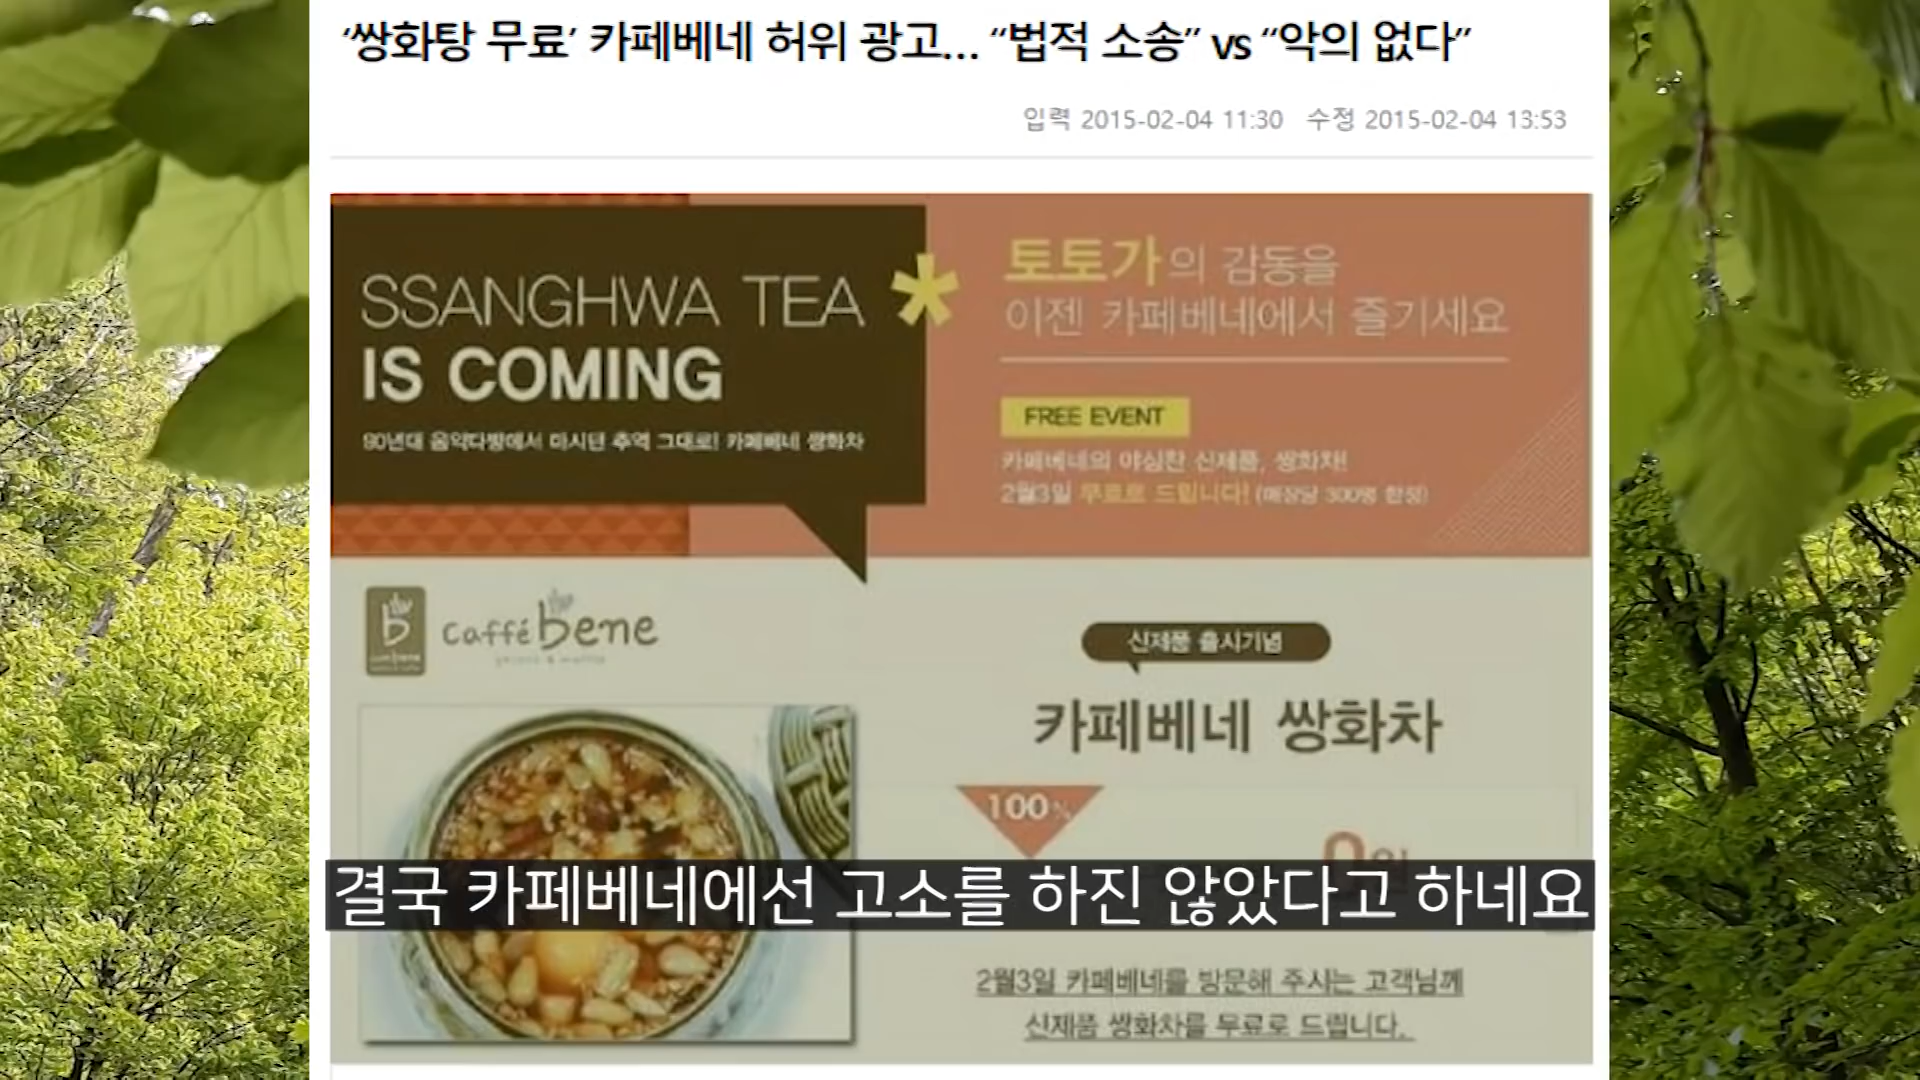 ‘쌍화탕 무료’ 카페베네 허위 광고... “법적 소송” vs “악의 없다”
입력 2015-02-04 11:30 수정 2015-02-04 13:53
SSANGHWA TEA
IS COMING
90년대 음악다방에서 마시던 추억 그대로! 카페베네 쌍화차
토토가의 감동을
이젠 카페베네에서 즐기세요
FREE EVENT
카페베네의 야심찬 신제품, 쌍화차!
2월3일 무료로 드립니다! (매장당 300명 한정)
caffé bene
신제품 출시기념
카페베네 쌍화차
100%
0원
결국 카페베네에선 고소를 하진 않았다고 하네요
2월3일 카페베네를 방문해 주시는 고객님께
신제품 쌍화차를 무료로 드립니다.